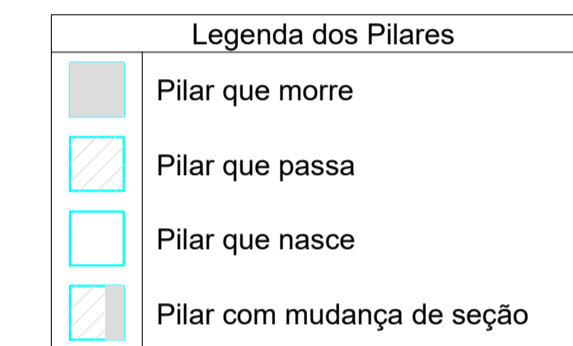 Legenda dos Pilares
Pilar que morre
Pilar que passa
Pilar que nasce
Pilar com mudança de seção